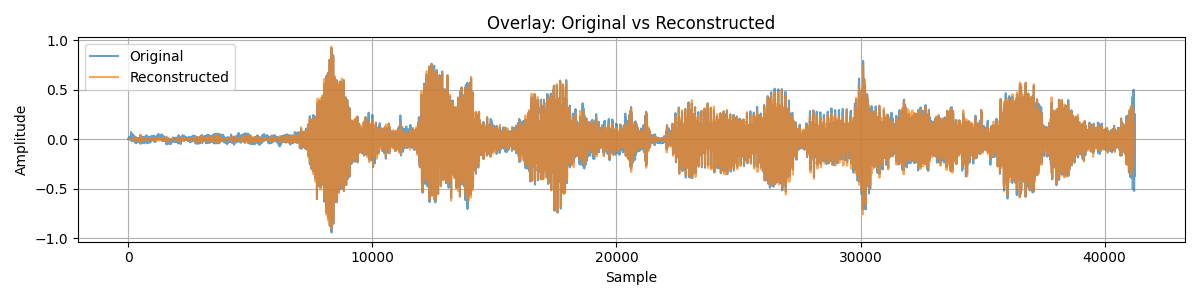 Overlay: Original vs Reconstructed
1.0
0.5
0.0
−0.5
−1.0
Amplitude
Original
Reconstructed
0
10000
20000
30000
40000
Sample